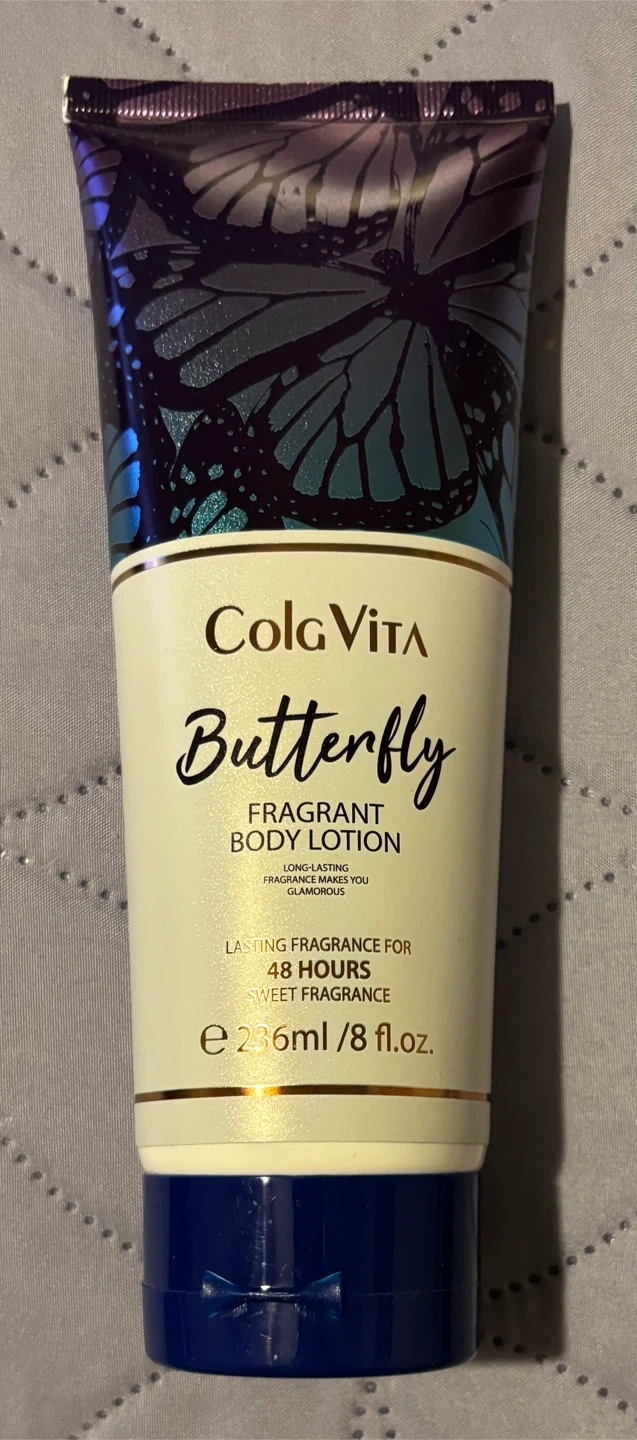 ColaVita
Butterfly
FRAGRANT
BODY LOTION
LONG-LASTING
FRAGRANCE MAKES YOU
GLAMOROUS
LASTING FRAGRANCE FOR
48 HOURS
SWEET FRAGRANCE
℮ 236ml /8 fl.oz.